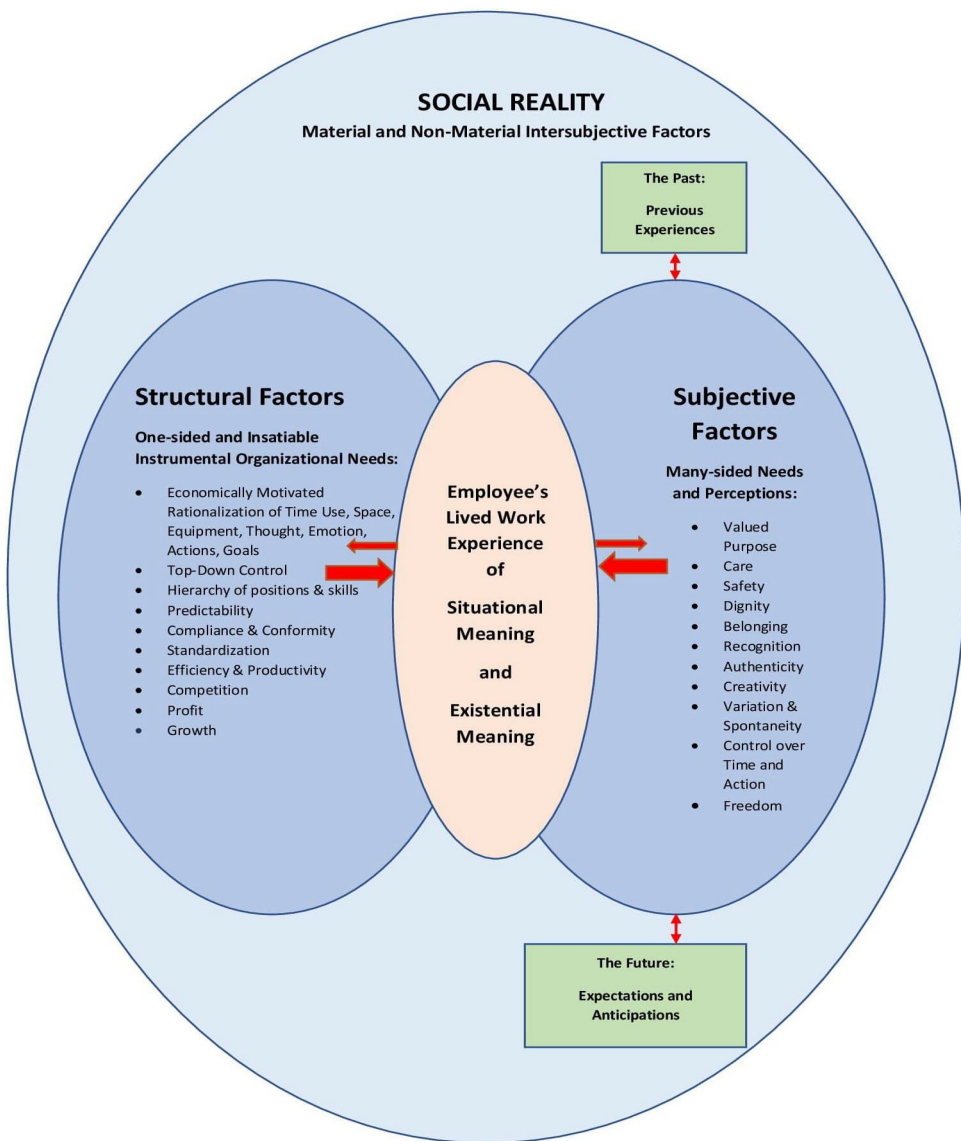 SOCIAL REALITY
Material and Non-Material Intersubjective Factors
The Past:
Previous
Experiences
Structural Factors
One-sided and Insatiable
Instrumental Organizational Needs:
• Economically Motivated
Rationalization of Time Use, Space,
Equipment, Thought, Emotion,
Actions, Goals
• Top-Down Control
• Hierarchy of positions & skills
• Predictability
• Compliance & Conformity
• Standardization
• Efficiency & Productivity
• Competition
• Profit
• Growth
Employee’s
Lived Work
Experience
of
Situational
Meaning
and
Existential
Meaning
Subjective
Factors
Many-sided Needs
and Perceptions:
• Valued
Purpose
• Care
• Safety
• Dignity
• Belonging
• Recognition
• Authenticity
• Creativity
• Variation &
Spontaneity
• Control over
Time and
Action
• Freedom
The Future:
Expectations and
Anticipations